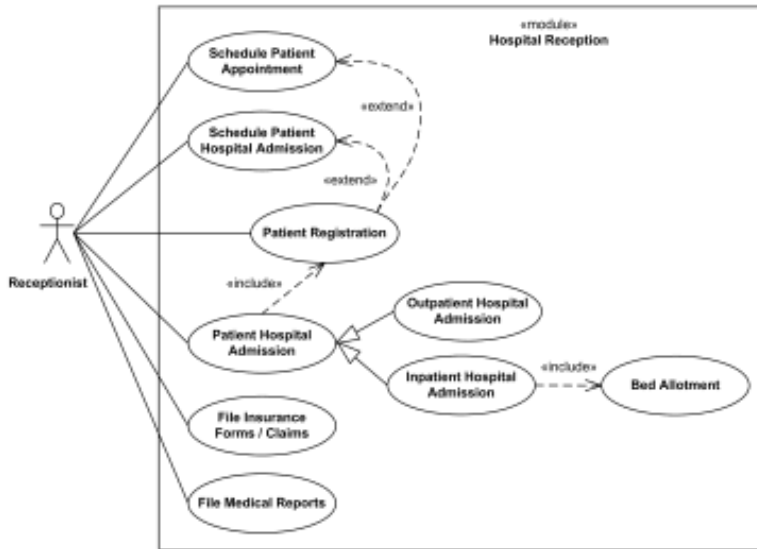 «module»
Hospital Reception
Schedule Patient
Appointment
«extend»
Schedule Patient
Hospital Admission
«extend»
Patient Registration
Receptionist
«include»
Outpatient Hospital
Admission
Patient Hospital
Admission
«include»
Inpatient Hospital
Admission
Bed Allotment
File Insurance
Forms / Claims
File Medical Reports